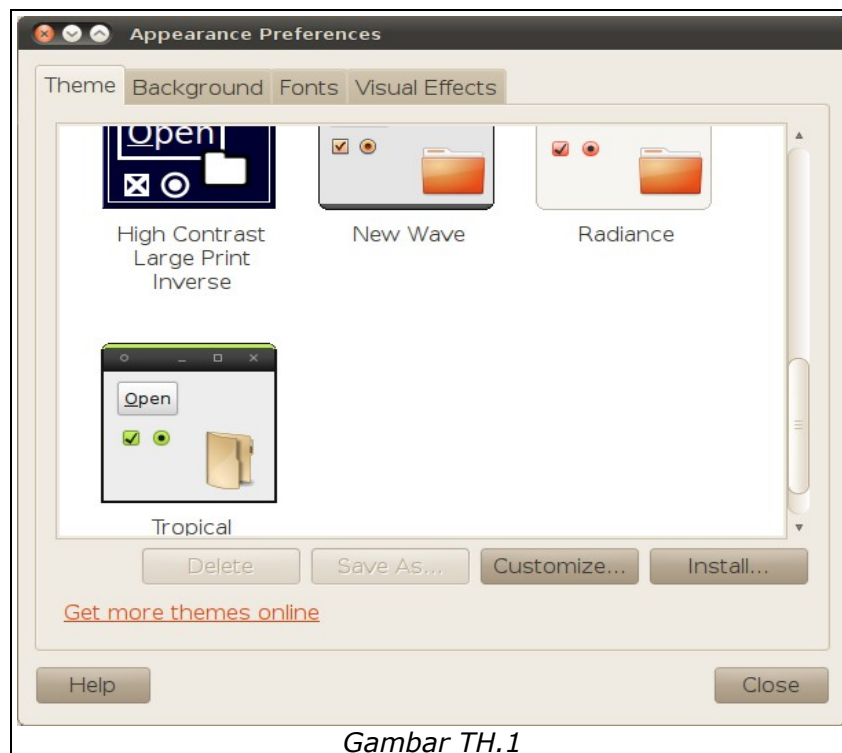 Appearance Preferences
Theme Background Fonts Visual Effects
Open
High Contrast Large Print Inverse
New Wave
Radiance
Open
Tropical
Delete Save As... Customize... Install...
Get more themes online
Help Close
Gambar TH.1